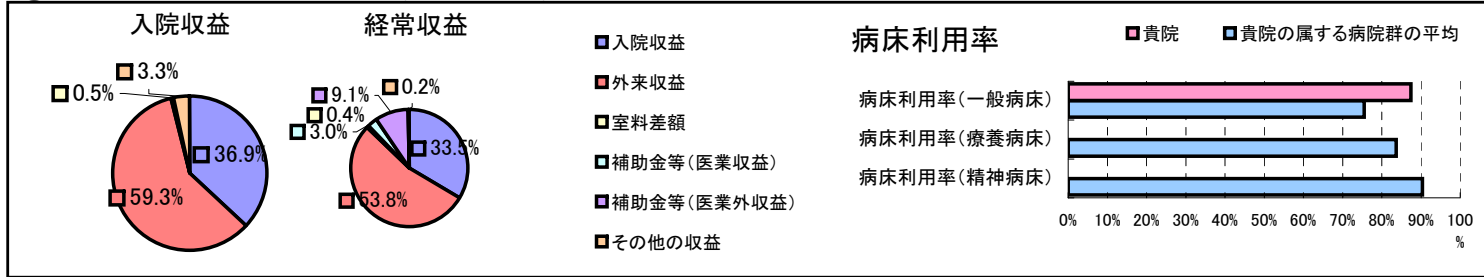 入院収益
3.3%
0.5%
36.9%
59.3%
経常収益
0.2%
9.1%
0.4%
3.0%
33.5%
53.8%
入院収益
外来収益
室料差額
補助金等(医業収益)
補助金等(医業外収益)
その他の収益
病床利用率
貴院
貴院の属する病院群の平均
病床利用率(一般病床)
病床利用率(療養病床)
病床利用率(精神病床)
0% 10% 20% 30% 40% 50% 60% 70% 80% 90% 100
%